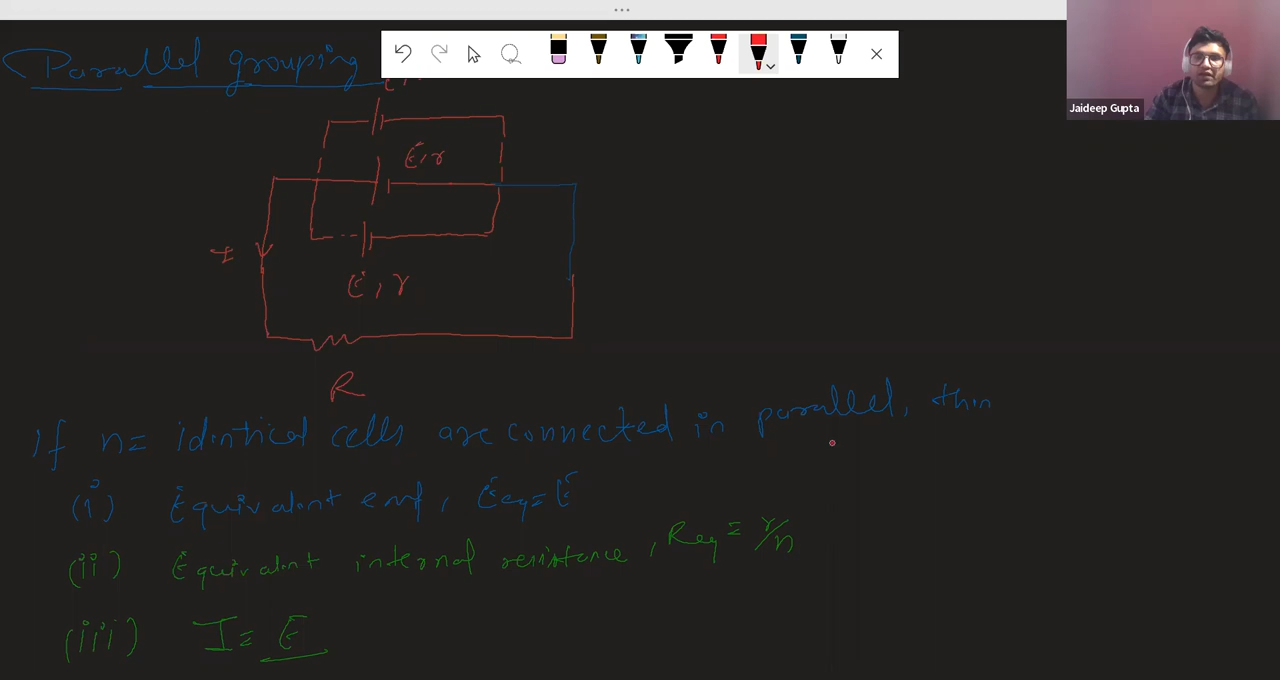 Parallel grouping
Jaideep Gupta
E, r
I
E, r
R
If n = identical cells are connected in parallel, then
(i) Equivalent emf, Eeq = E
(ii) Equivalent internal resistance, Req = r/n
(iii) I = E